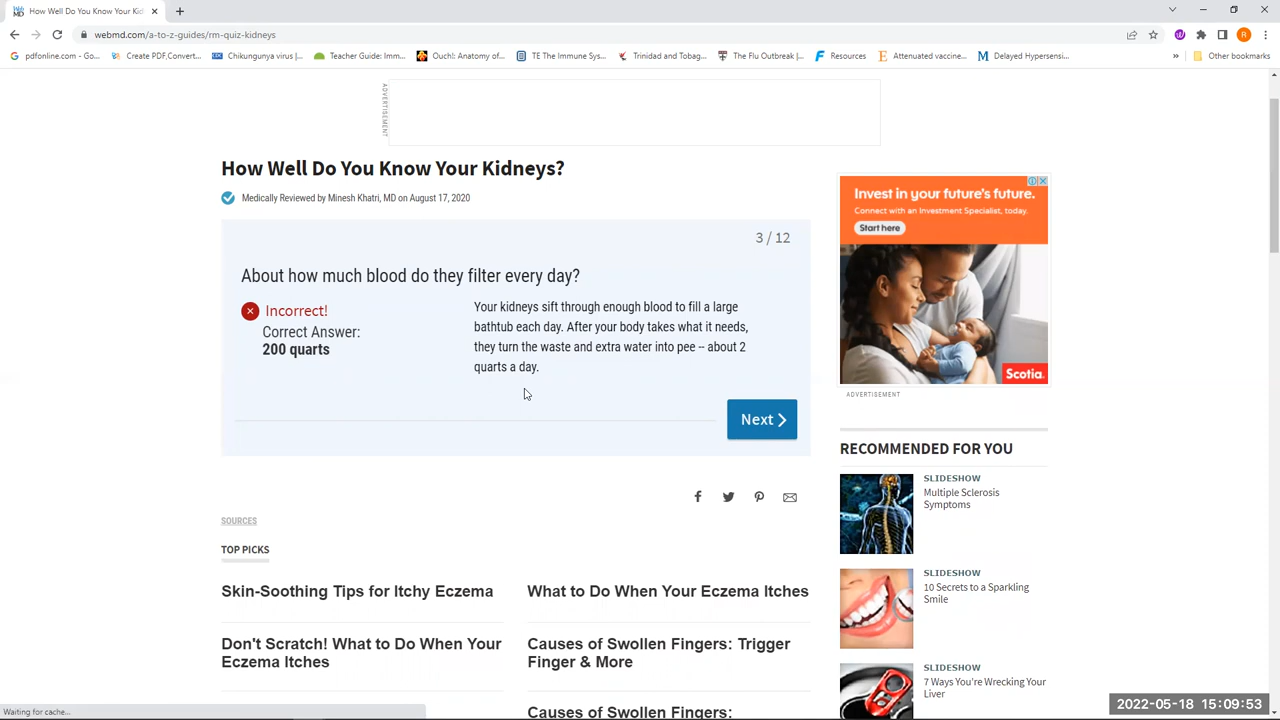 How Well Do You Know Your Kid
webmd.com/a-to-z-guides/rm-quiz-kidneys
R
pdfonline.com - Go...
Create PDF,Convert...
Chikungunya virus |...
Teacher Guide: Imm...
Ouch!: Anatomy of...
TE The Immune Sys...
Trinidad and Tobag...
The Flu Outbreak |...
Resources
Attenuated vaccine...
Delayed Hypersensi...
»
Other bookmarks
ADVERTISEMENT
How Well Do You Know Your Kidneys?
Medically Reviewed by Minesh Khatri, MD on August 17, 2020
3 / 12
About how much blood do they filter every day?
Incorrect!
Correct Answer:
200 quarts
Your kidneys sift through enough blood to fill a large
bathtub each day. After your body takes what it needs,
they turn the waste and extra water into pee -- about 2
quarts a day.
Next
SOURCES
TOP PICKS
Skin-Soothing Tips for Itchy Eczema
What to Do When Your Eczema Itches
Don't Scratch! What to Do When Your
Eczema Itches
Causes of Swollen Fingers: Trigger
Finger & More
Causes of Swollen Fingers:
Invest in your future's future.
Connect with an Investment Specialist, today.
Start here
Scotia.
ADVERTISEMENT
RECOMMENDED FOR YOU
SLIDESHOW
Multiple Sclerosis
Symptoms
SLIDESHOW
10 Secrets to a Sparkling
Smile
SLIDESHOW
7 Ways You're Wrecking Your
Liver
Waiting for cache...
2022-05-18 15:09:53